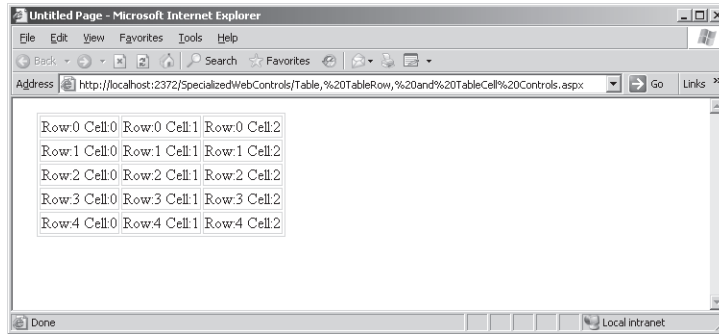 Untitled Page - Microsoft Internet Explorer
File Edit View Favorites Tools Help
Back Search Favorites
Address http://localhost:2372/SpecializedWebControls/Table,%20TableRow,%20and%20TableCell%20Controls.aspx Go Links »
Row:0 Cell:0 Row:0 Cell:1 Row:0 Cell:2
Row:1 Cell:0 Row:1 Cell:1 Row:1 Cell:2
Row:2 Cell:0 Row:2 Cell:1 Row:2 Cell:2
Row:3 Cell:0 Row:3 Cell:1 Row:3 Cell:2
Row:4 Cell:0 Row:4 Cell:1 Row:4 Cell:2
Done Local intranet